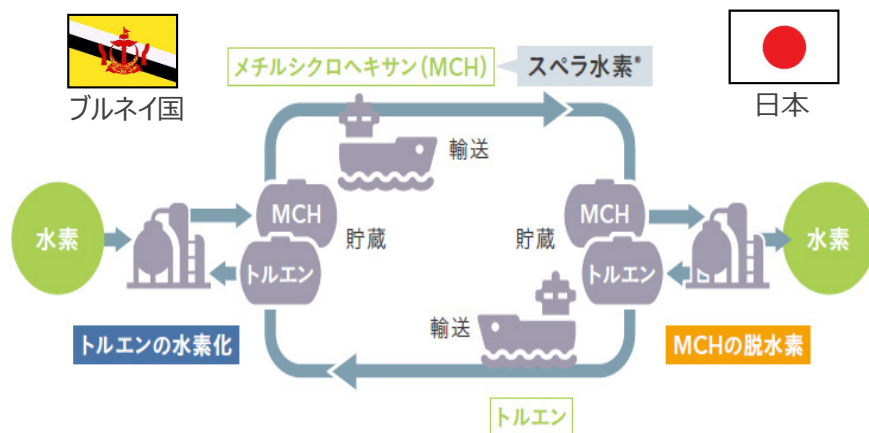 ブルネイ国
メチルシクロヘキサン(MCH)
スペラ水素®
日本
輸送
水素
MCH
貯蔵
トルエン
貯蔵
MCH
トルエン
水素
輸送
トルエンの水素化
MCHの脱水素
トルエン